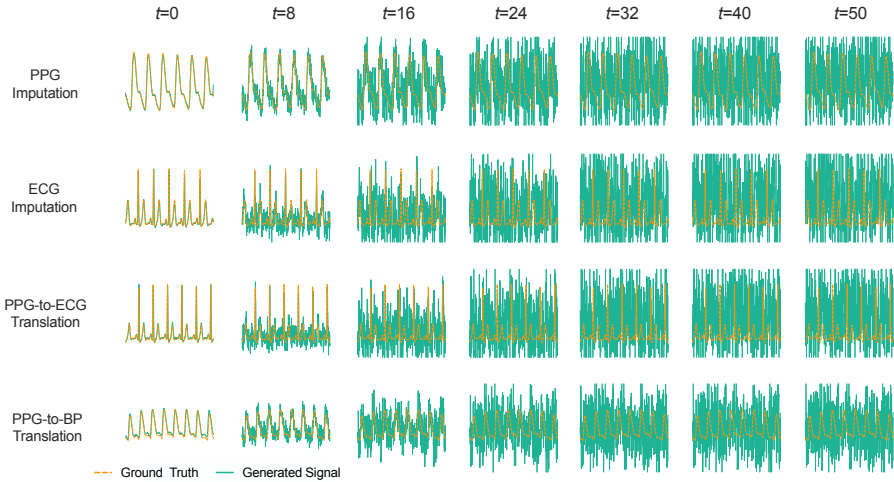 t=0 t=8 t=16 t=24 t=32 t=40 t=50
PPG
Imputation
ECG
Imputation
PPG-to-ECG
Translation
PPG-to-BP
Translation
Ground Truth Generated Signal